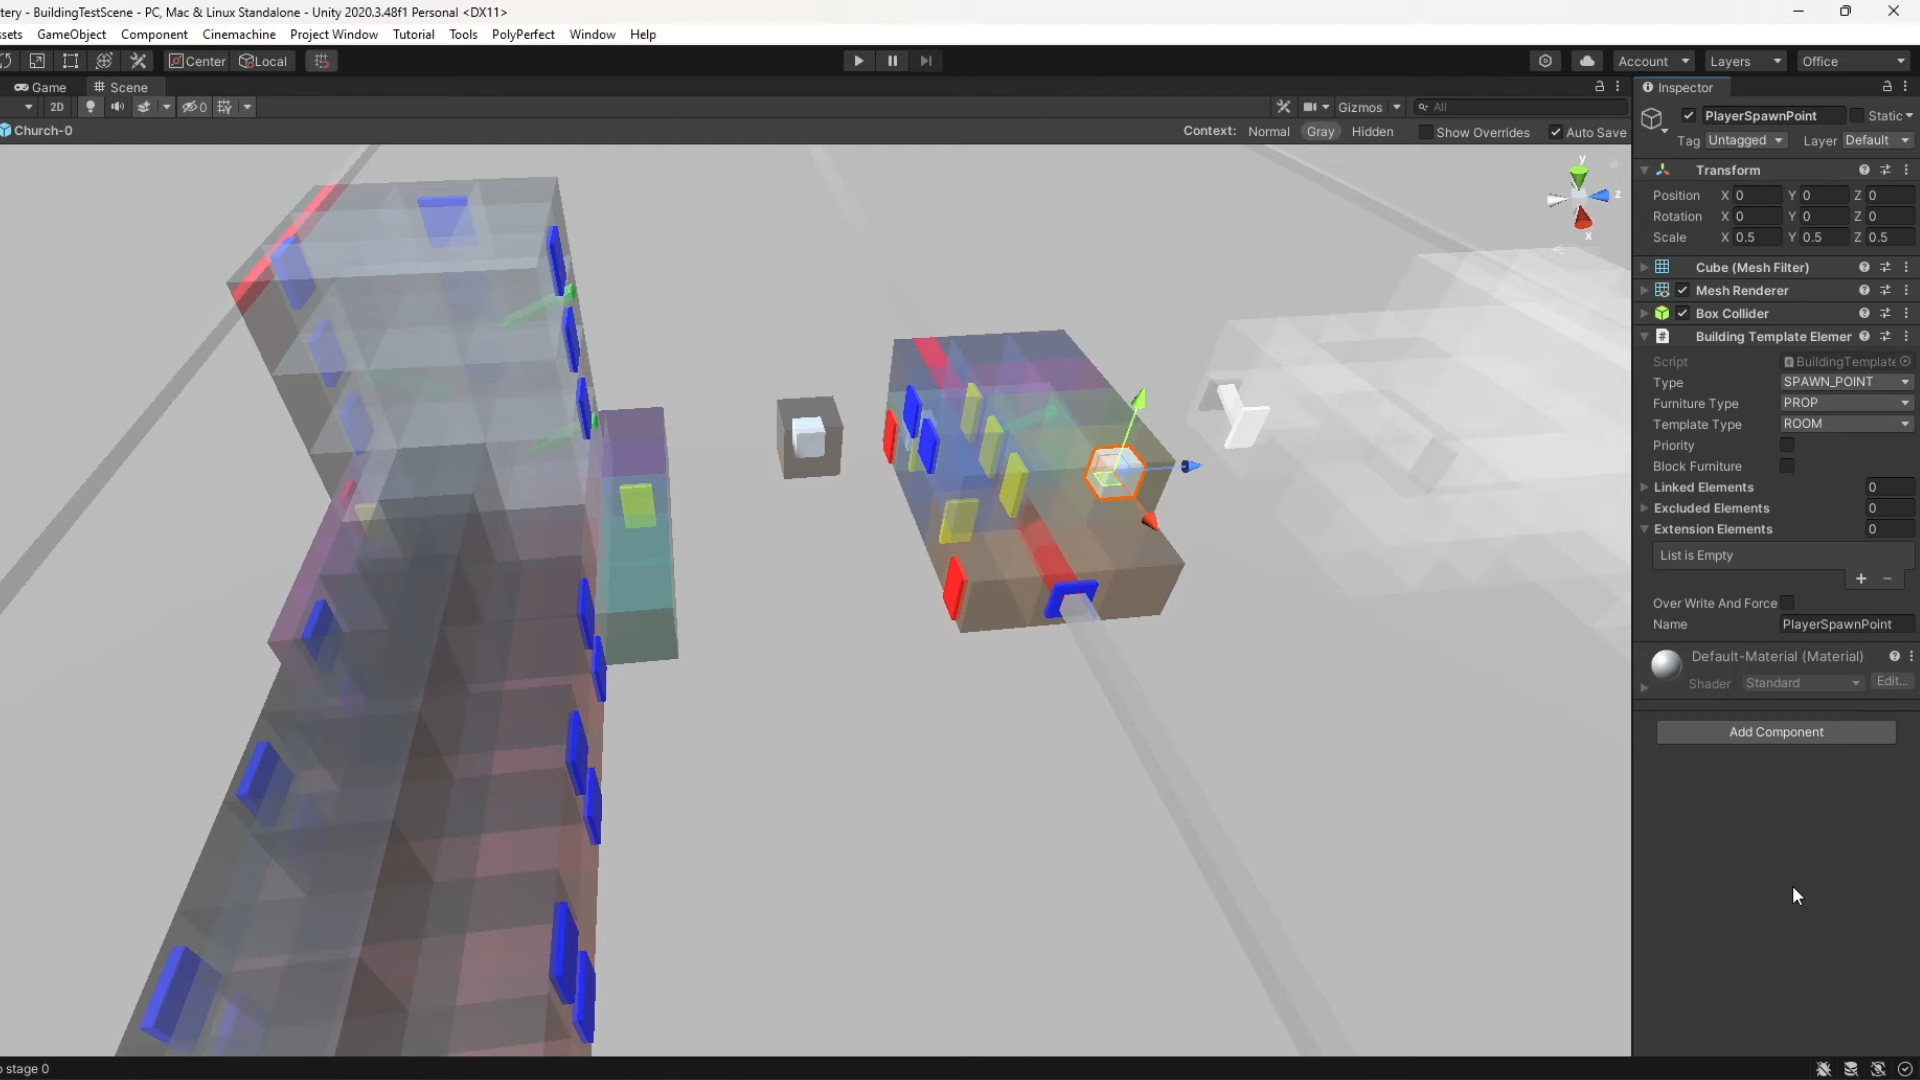 tery - BuildingTestScene - PC, Mac & Linux Standalone - Unity 2020.3.48f1 Personal <DX11>
ssets GameObject Component Cinemachine Project Window Tutorial Tools PolyPerfect Window Help
Center Local Account Layers Office
Game Scene Inspector
2D 0 Gizmos All
PlayerSpawnPoint Static
Church-0 Context: Normal Gray Hidden Show Overrides Auto Save
Tag Untagged Layer Default
y
z
x
Transform
Position X 0 Y 0 Z 0
Rotation X 0 Y 0 Z 0
Scale X 0.5 Y 0.5 Z 0.5
Cube (Mesh Filter)
Mesh Renderer
Box Collider
Building Template Elemer
Script BuildingTemplate
Type SPAWN_POINT
Furniture Type PROP
Template Type ROOM
Priority
Block Furniture
Linked Elements 0
Excluded Elements 0
Extension Elements 0
List is Empty
+ −
Over Write And Force
Name PlayerSpawnPoint
Default-Material (Material)
Shader Standard Edit...
Add Component
stage 0